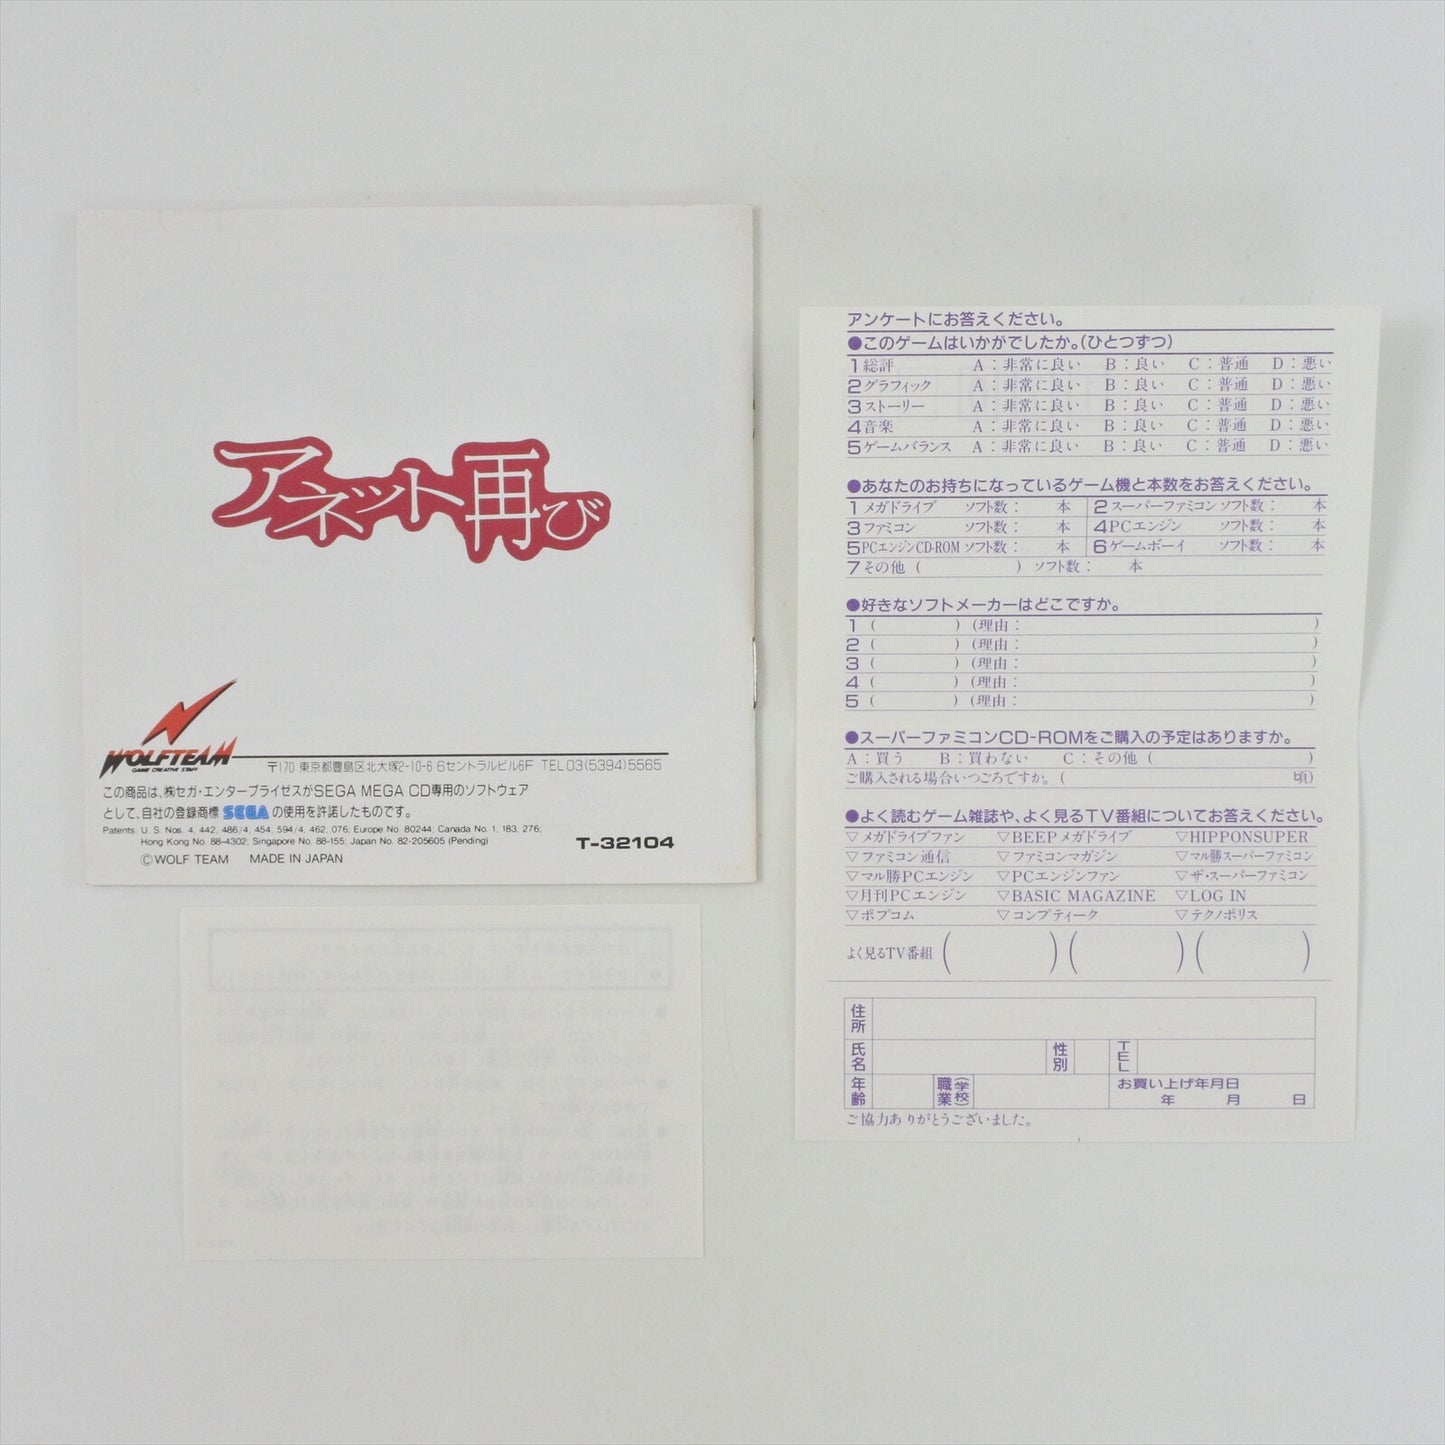 アネット再び
WOLFTEAM
GAME CREATIVE STAFF
〒170 東京都豊島区北大塚2-10-6 6セントラルビル6F TEL 03(5394)5565
この商品は、㈱セガ・エンタープライゼスがSEGA MEGA CD専用のソフトウェア
として、自社の登録商標 SEGA の使用を許諾したものです。
Patents: U. S. Nos. 4, 442, 486/4, 454, 594/4, 462, 076; Europe No. 80244; Canada No. 1, 183, 276;
Hong Kong No. 88-4302; Singapore No. 88-155; Japan No. 82-205605 (Pending)
T-32104
©WOLF TEAM MADE IN JAPAN
アンケートにお答えください。
●このゲームはいかがでしたか。(ひとつずつ)
1 総評 A：非常に良い B：良い C：普通 D：悪い
2 グラフィック A：非常に良い B：良い C：普通 D：悪い
3 ストーリー A：非常に良い B：良い C：普通 D：悪い
4 音楽 A：非常に良い B：良い C：普通 D：悪い
5 ゲームバランス A：非常に良い B：良い C：普通 D：悪い
●あなたのお持ちになっているゲーム機と本数をお答えください。
1 メガドライブ ソフト数： 本 2 スーパーファミコン ソフト数： 本
3 ファミコン ソフト数： 本 4 PCエンジン ソフト数： 本
5 PCエンジンCD-ROM ソフト数： 本 6 ゲームボーイ ソフト数： 本
7 その他 ( ) ソフト数： 本
●好きなソフトメーカーはどこですか。
1 ( ) (理由： )
2 ( ) (理由： )
3 ( ) (理由： )
4 ( ) (理由： )
5 ( ) (理由： )
●スーパーファミコンCD-ROMをご購入の予定はありますか。
A：買う B：買わない C：その他 ( )
ご購入される場合いつごろですか。( 頃)
●よく読むゲーム雑誌や、よく見るTV番組についてお答えください。
▽メガドライブファン ▽BEEPメガドライブ ▽HIPPONSUPER
▽ファミコン通信 ▽ファミコンマガジン ▽マル勝スーパーファミコン
▽マル勝PCエンジン ▽PCエンジンファン ▽ザ・スーパーファミコン
▽月刊PCエンジン ▽BASIC MAGAZINE ▽LOG IN
▽ポプコム ▽コンプティーク ▽テクノポリス
よく見るTV番組 ( ) ( ) ( )
住所
氏名 性別 TEL
年齢 職業(学校) お買い上げ年月日
年 月 日
ご協力ありがとうございました。